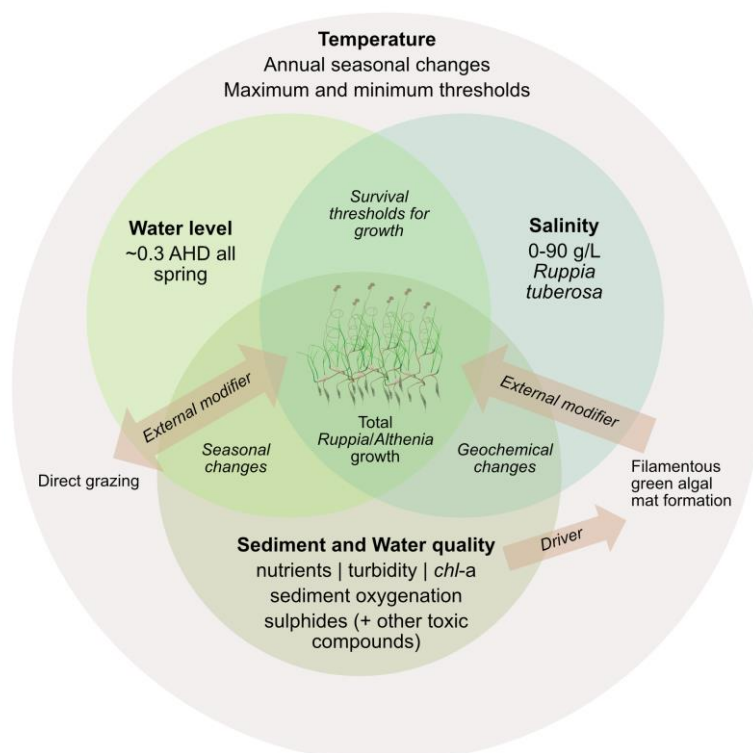 Temperature
Annual seasonal changes
Maximum and minimum thresholds
Survival
thresholds for
growth
Water level
~0.3 AHD all
spring
Salinity
0-90 g/L
Ruppia
tuberosa
External modifier
External modifier
Total
Ruppia/Althenia
growth
Seasonal
changes
Geochemical
changes
Direct grazing
Filamentous
green algal
mat formation
Driver
Sediment and Water quality
nutrients | turbidity | chl-a
sediment oxygenation
sulphides (+ other toxic
compounds)